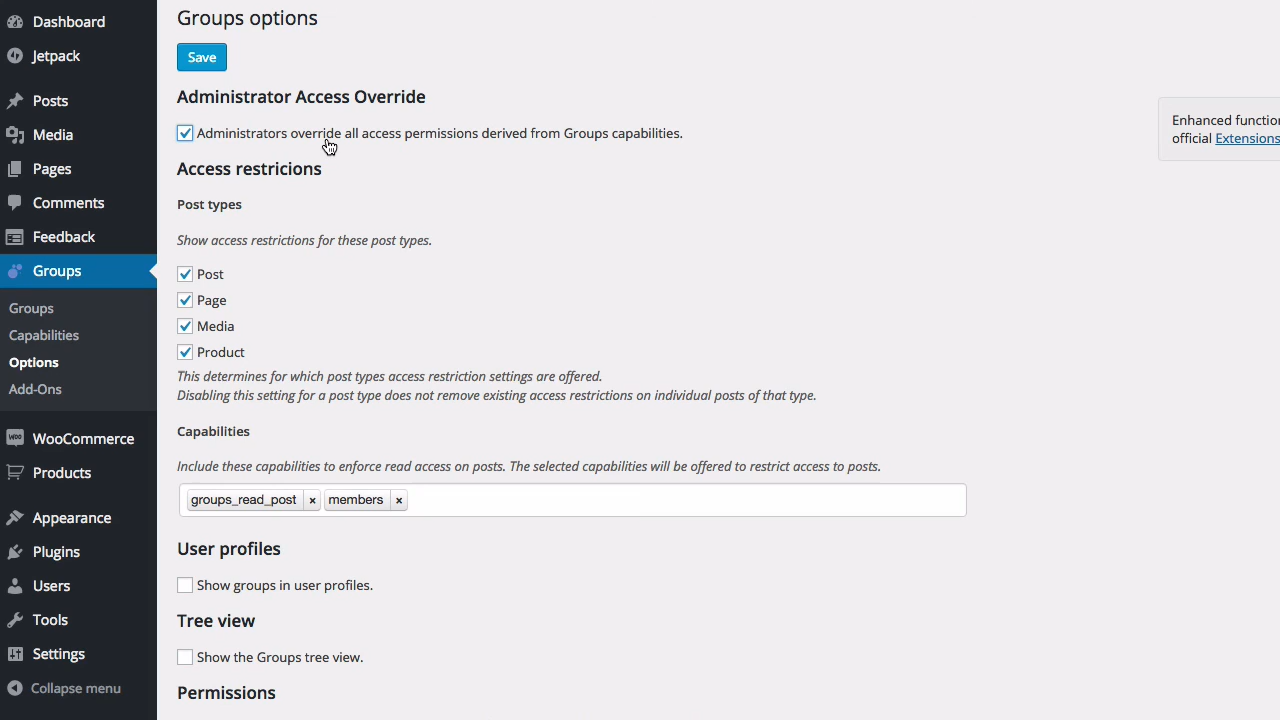 Dashboard
Jetpack
Posts
Media
Pages
Comments
Feedback
Groups
Groups
Capabilities
Options
Add-Ons
WooCommerce
Products
Appearance
Plugins
Users
Tools
Settings
Collapse menu
Groups options
Save
Administrator Access Override
Administrators override all access permissions derived from Groups capabilities.
Access restricions
Post types
Show access restrictions for these post types.
Post
Page
Media
Product
This determines for which post types access restriction settings are offered.
Disabling this setting for a post type does not remove existing access restrictions on individual posts of that type.
Capabilities
Include these capabilities to enforce read access on posts. The selected capabilities will be offered to restrict access to posts.
groups_read_post × members ×
User profiles
Show groups in user profiles.
Tree view
Show the Groups tree view.
Permissions
Enhanced
official Extensions